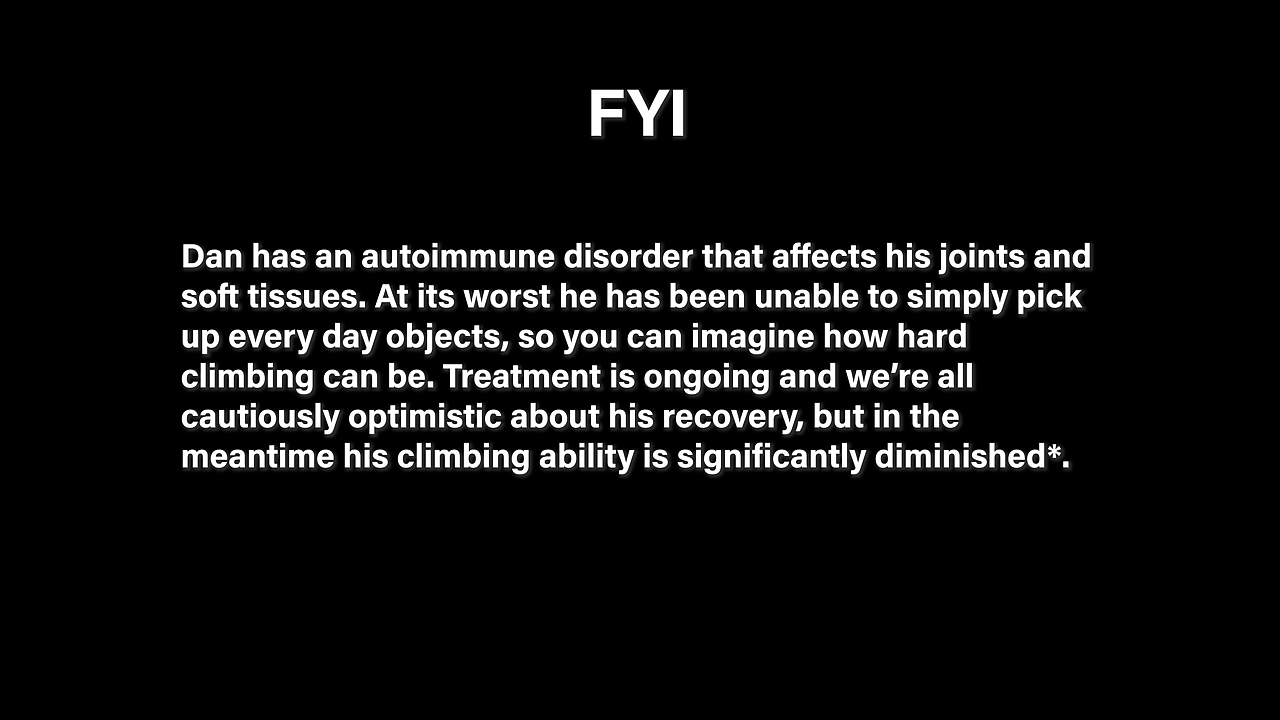 FYI
Dan has an autoimmune disorder that affects his joints and
soft tissues. At its worst he has been unable to simply pick
up every day objects, so you can imagine how hard
climbing can be. Treatment is ongoing and we’re all
cautiously optimistic about his recovery, but in the
meantime his climbing ability is significantly diminished*.